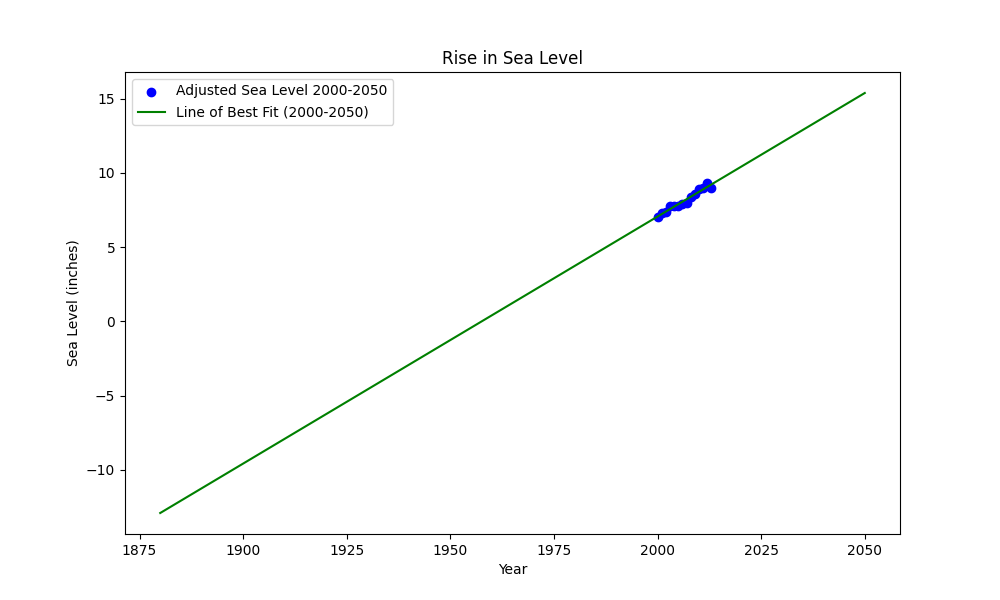 Rise in Sea Level
Adjusted Sea Level 2000-2050
Line of Best Fit (2000-2050)
15
10
5
0
−5
−10
Sea Level (inches)
1875 1900 1925 1950 1975 2000 2025 2050
Year